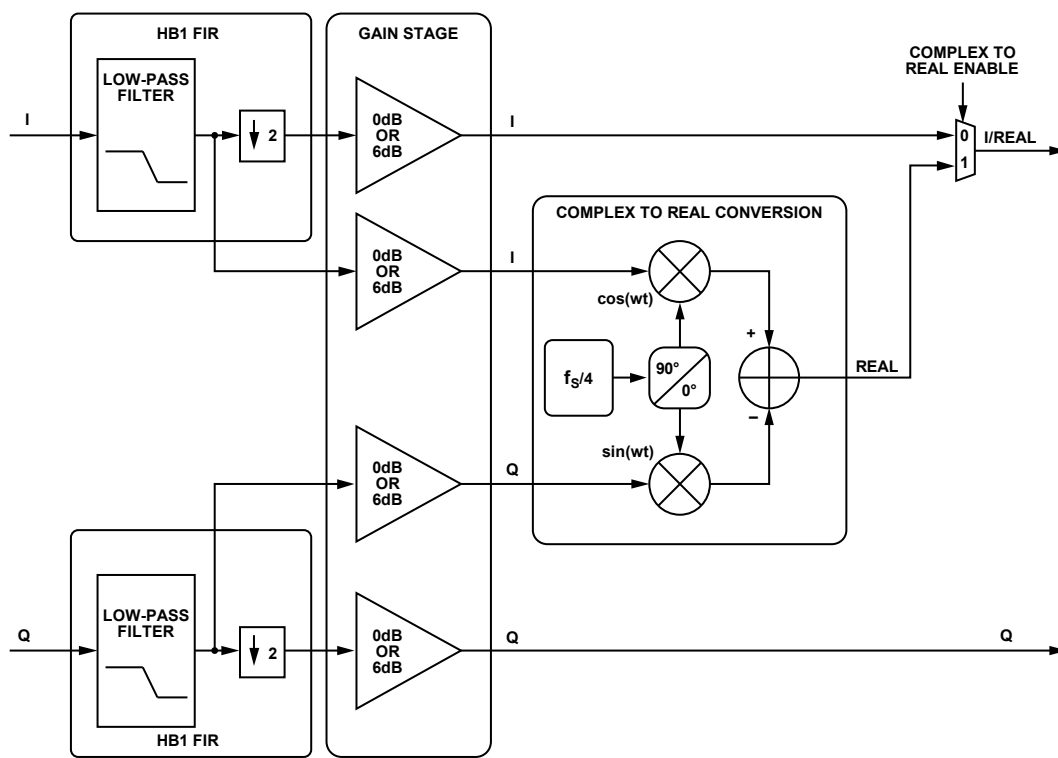 HB1 FIR
GAIN STAGE
COMPLEX TO
REAL ENABLE
LOW-PASS
FILTER
I
2
0dB
OR
6dB
I
0
1
I/REAL
COMPLEX TO REAL CONVERSION
0dB
OR
6dB
I
cos(wt)
+
fS/4
90°
0°
REAL
–
sin(wt)
0dB
OR
6dB
Q
LOW-PASS
FILTER
Q
2
0dB
OR
6dB
Q
Q
HB1 FIR